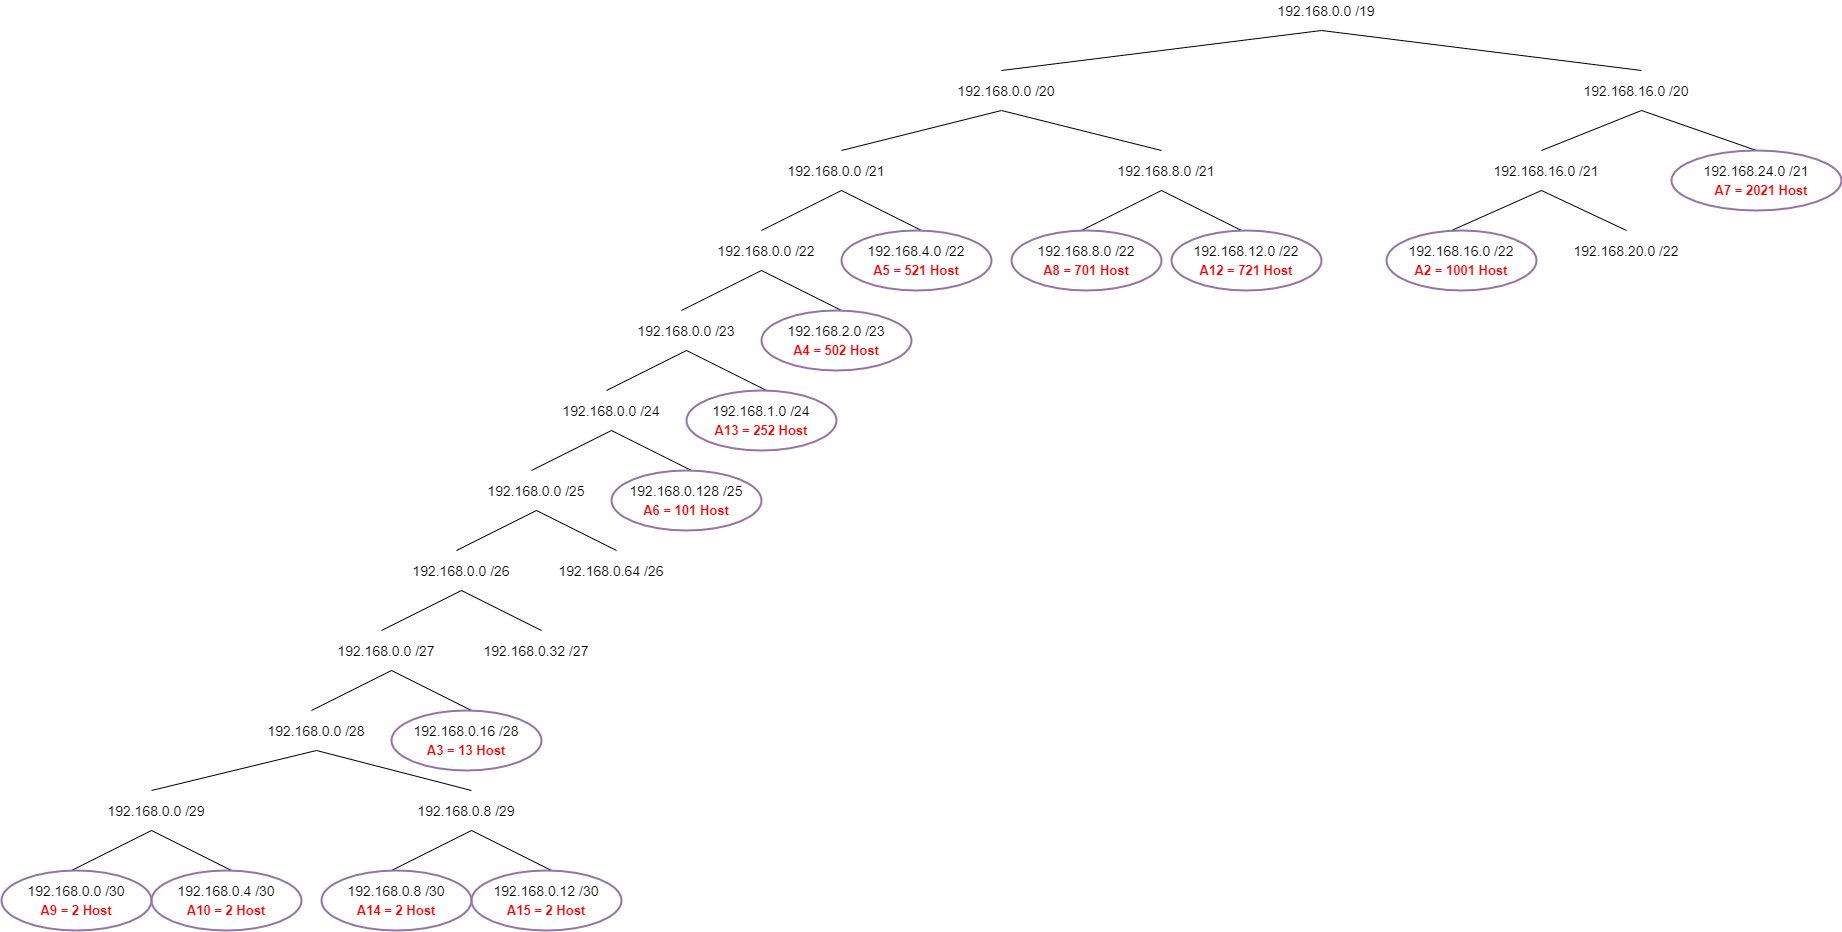 192.168.0.0 /19
192.168.0.0 /20
192.168.16.0 /20
192.168.0.0 /21
192.168.8.0 /21
192.168.16.0 /21
192.168.24.0 /21
A7 = 2021 Host
192.168.0.0 /22
192.168.4.0 /22
A5 = 521 Host
192.168.8.0 /22
A8 = 701 Host
192.168.12.0 /22
A12 = 721 Host
192.168.16.0 /22
A2 = 1001 Host
192.168.20.0 /22
192.168.0.0 /23
192.168.2.0 /23
A4 = 502 Host
192.168.0.0 /24
192.168.1.0 /24
A13 = 252 Host
192.168.0.0 /25
192.168.0.128 /25
A6 = 101 Host
192.168.0.0 /26
192.168.0.64 /26
192.168.0.0 /27
192.168.0.32 /27
192.168.0.0 /28
192.168.0.16 /28
A3 = 13 Host
192.168.0.0 /29
192.168.0.8 /29
192.168.0.0 /30
A9 = 2 Host
192.168.0.4 /30
A10 = 2 Host
192.168.0.8 /30
A14 = 2 Host
192.168.0.12 /30
A15 = 2 Host